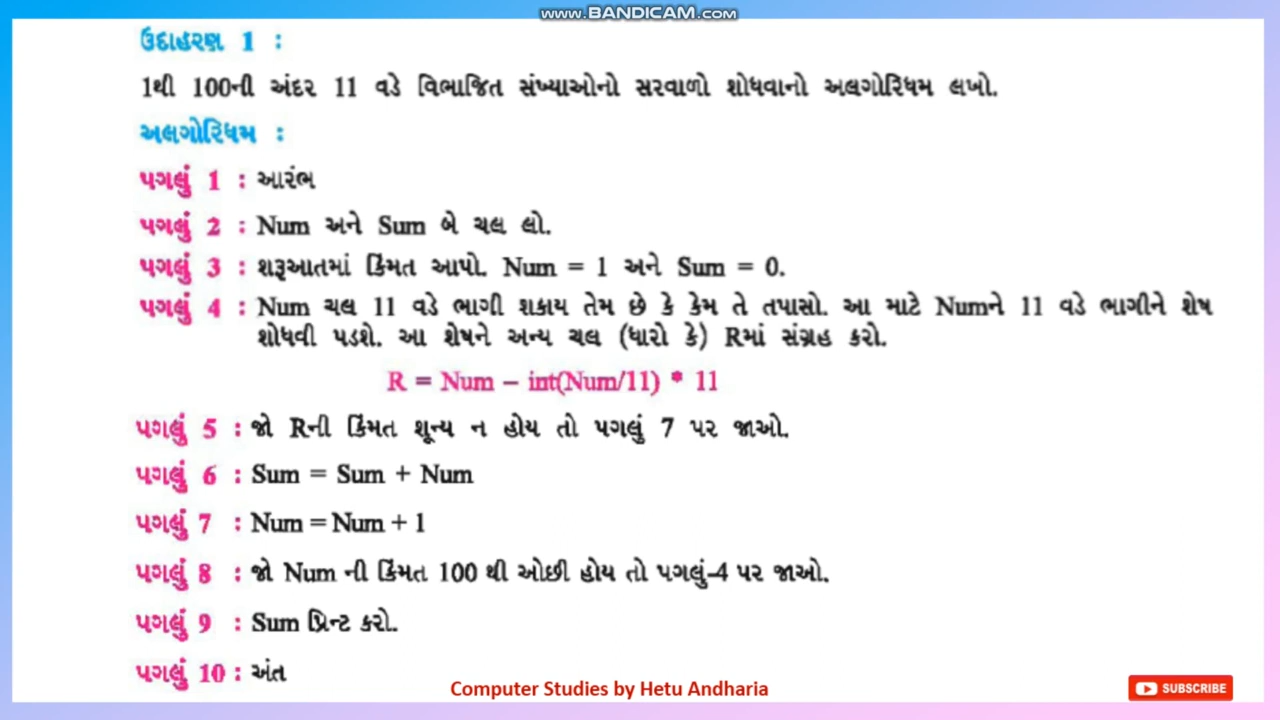 www.BANDICAM.com
ઉદાહરણ 1 :
1થી 100ની અંદર 11 વડે વિભાજિત સંખ્યાઓનો સરવાળો શોધવાનો અલગોરિધમ લખો.
અલગોરિધમ :
પગલું 1 : આરંભ
પગલું 2 : Num અને Sum બે ચલ લો.
પગલું 3 : શરૂઆતમાં કિંમત આપો. Num = 1 અને Sum = 0.
પગલું 4 : Num ચલ 11 વડે ભાગી શકાય તેમ છે કે કેમ તે તપાસો. આ માટે Numને 11 વડે ભાગીને શેષ
શોધવી પડશે. આ શેષને અન્ય ચલ (ધારો કે) Rમાં સંગ્રહ કરો.
R = Num – int(Num/11) * 11
પગલું 5 : જો Rની કિંમત શૂન્ય ન હોય તો પગલું 7 પર જાઓ.
પગલું 6 : Sum = Sum + Num
પગલું 7 : Num = Num + 1
પગલું 8 : જો Num ની કિંમત 100 થી ઓછી હોય તો પગલું-4 પર જાઓ.
પગલું 9 : Sum પ્રિન્ટ કરો.
પગલું 10 : અંત
Computer Studies by Hetu Andharia
SUBSCRIBE